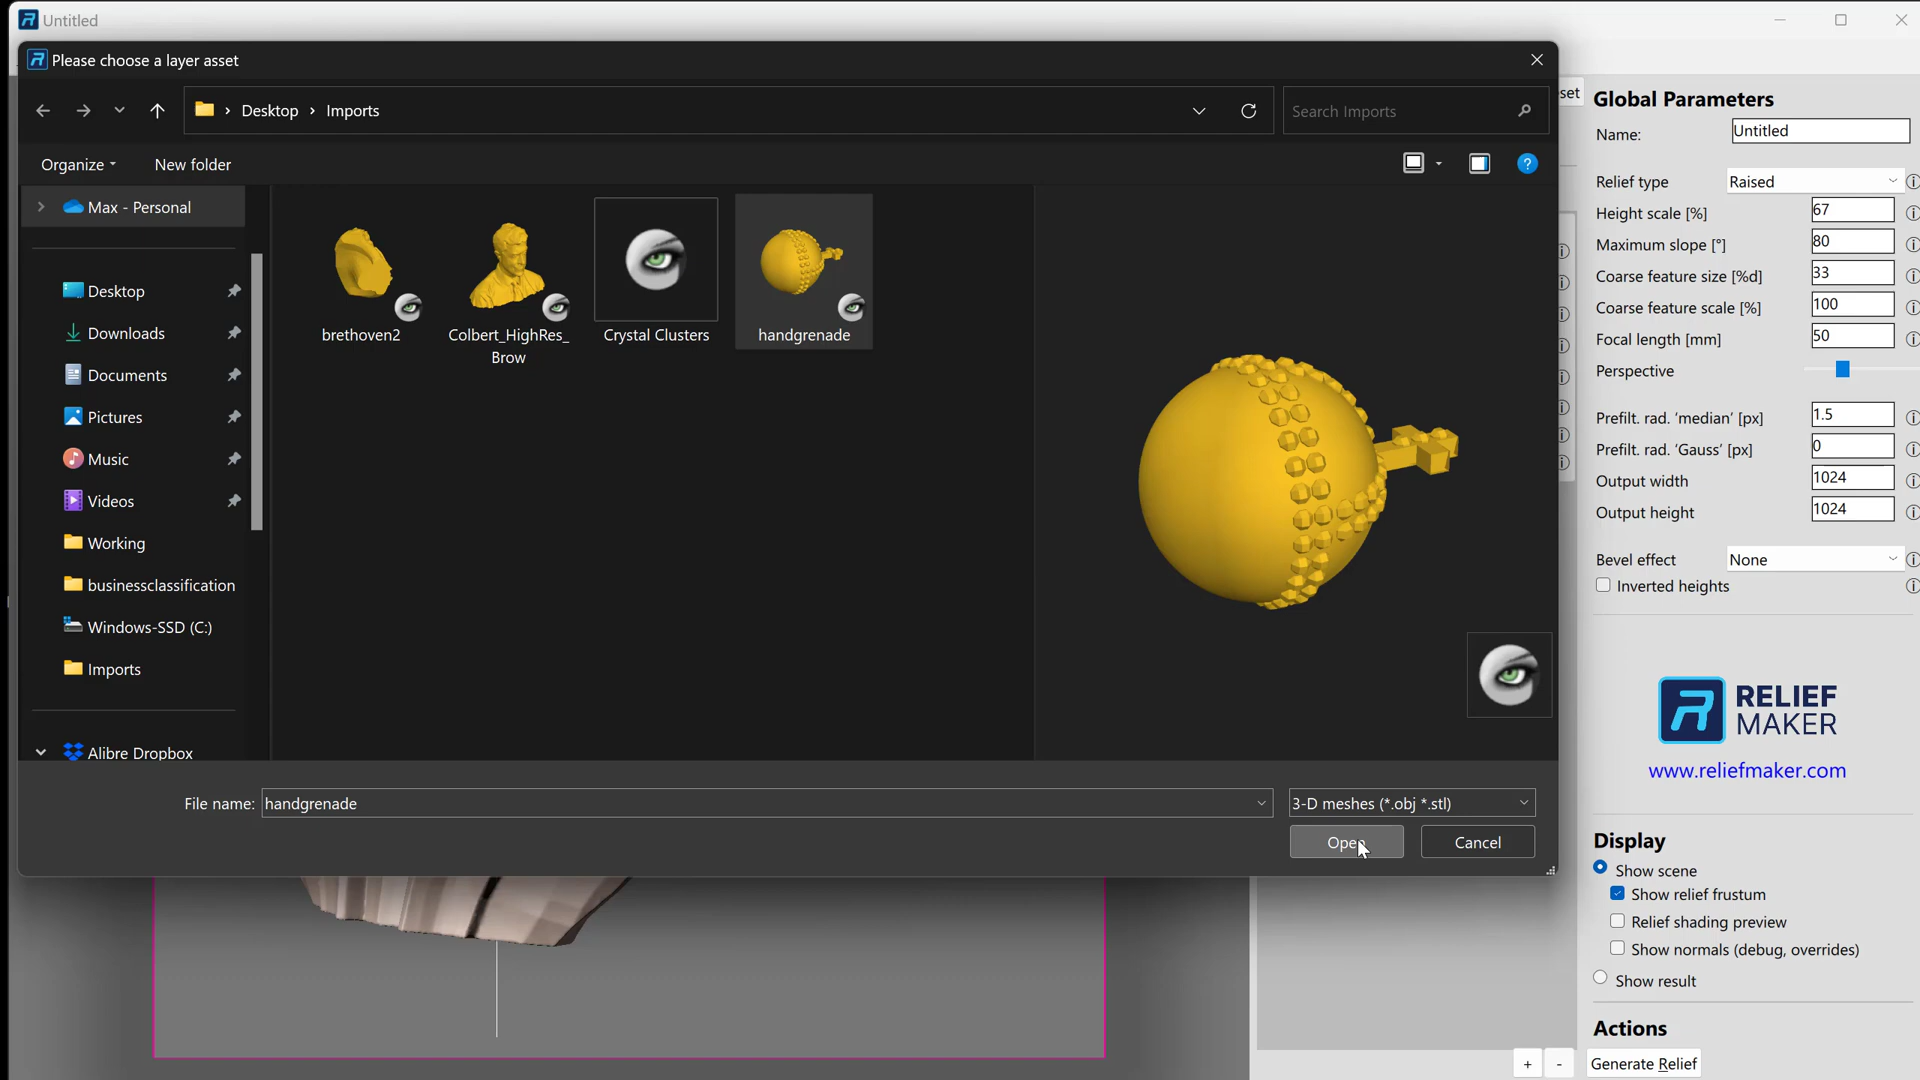 Untitled
Please choose a layer asset
Desktop
Imports
Search Imports
Organize
New folder
Max - Personal
Desktop
Downloads
Documents
Pictures
Music
Videos
Working
businessclassification
Windows-SSD (C:)
Imports
Alibre Dropbox
brethoven2
Colbert_HighRes_
Brow
Crystal Clusters
handgrenade
File name:
handgrenade
3-D meshes (*.obj *.stl)
Open
Cancel
set
Global Parameters
Name: Untitled
Relief type Raised
Height scale [%] 67
Maximum slope [°] 80
Coarse feature size [%d] 33
Coarse feature scale [%] 100
Focal length [mm] 50
Perspective
Prefilt. rad. 'median' [px] 1.5
Prefilt. rad. 'Gauss' [px] 0
Output width 1024
Output height 1024
Bevel effect None
Inverted heights
RELIEF
MAKER
www.reliefmaker.com
Display
Show scene
Show relief frustum
Relief shading preview
Show normals (debug, overrides)
Show result
Actions
+ - Generate Relief